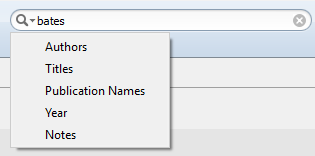 bates
Authors
Titles
Publication Names
Year
Notes